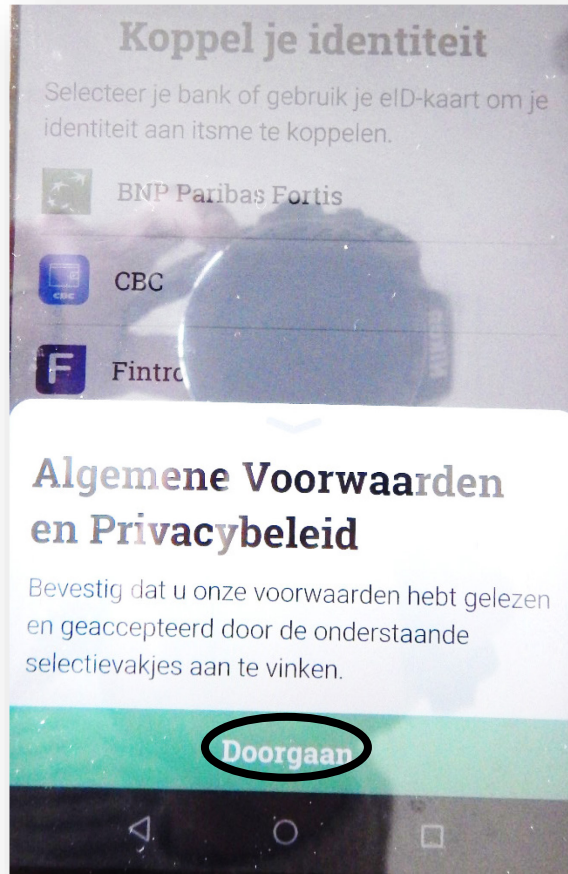 Koppel je identiteit
Selecteer je bank of gebruik je eID-kaart om je
identiteit aan itsme te koppelen.
BNP Paribas Fortis
CBC
CBC
F
Fintro
Algemene Voorwaarden
en Privacybeleid
Bevestig dat u onze voorwaarden hebt gelezen
en geaccepteerd door de onderstaande
selectievakjes aan te vinken.
Doorgaan